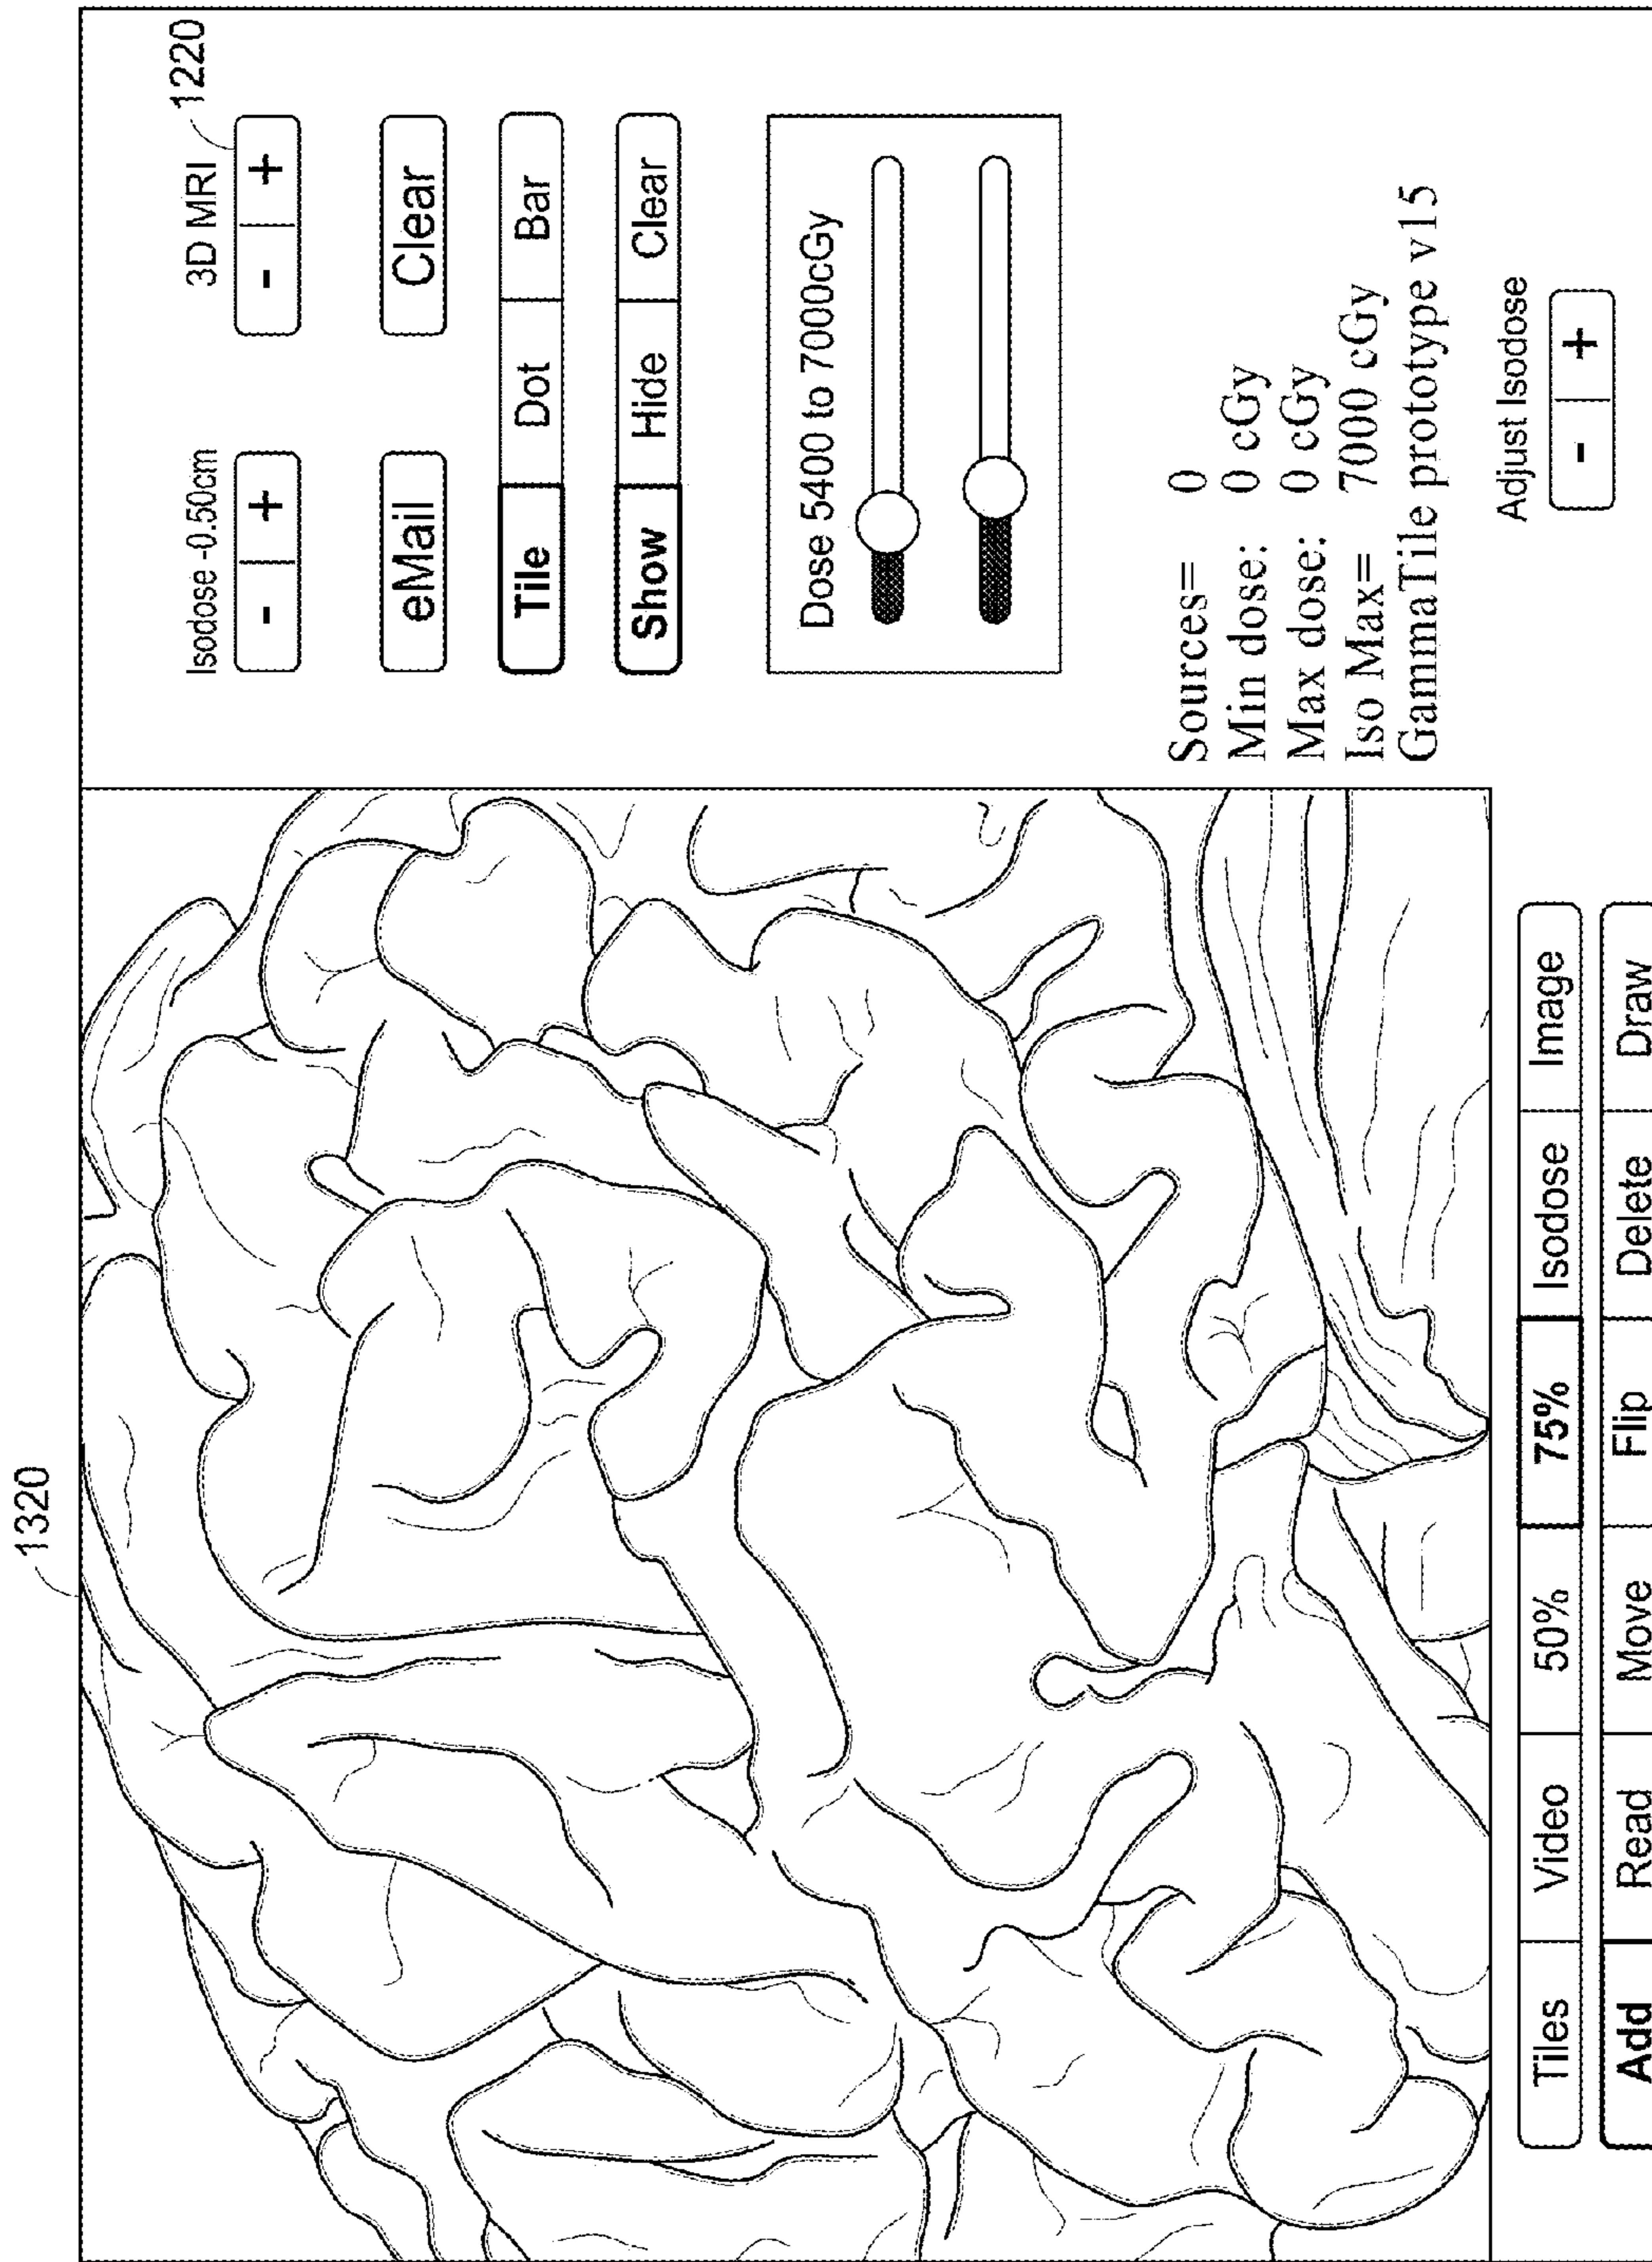 1320
Isodose -0.50cm
3D MRI
1220
- +
- +
eMail
Clear
Tile Dot Bar
Show Hide Clear
Dose 5400 to 7000cGy
Sources= 0
Min dose: 0 cGy
Max dose: 0 cGy
Iso Max= 7000 cGy
GammaTile prototype v15
Adjust Isodose
- +
Tiles Video 50% 75% Isodose Image
Add Read Move Flip Delete Draw